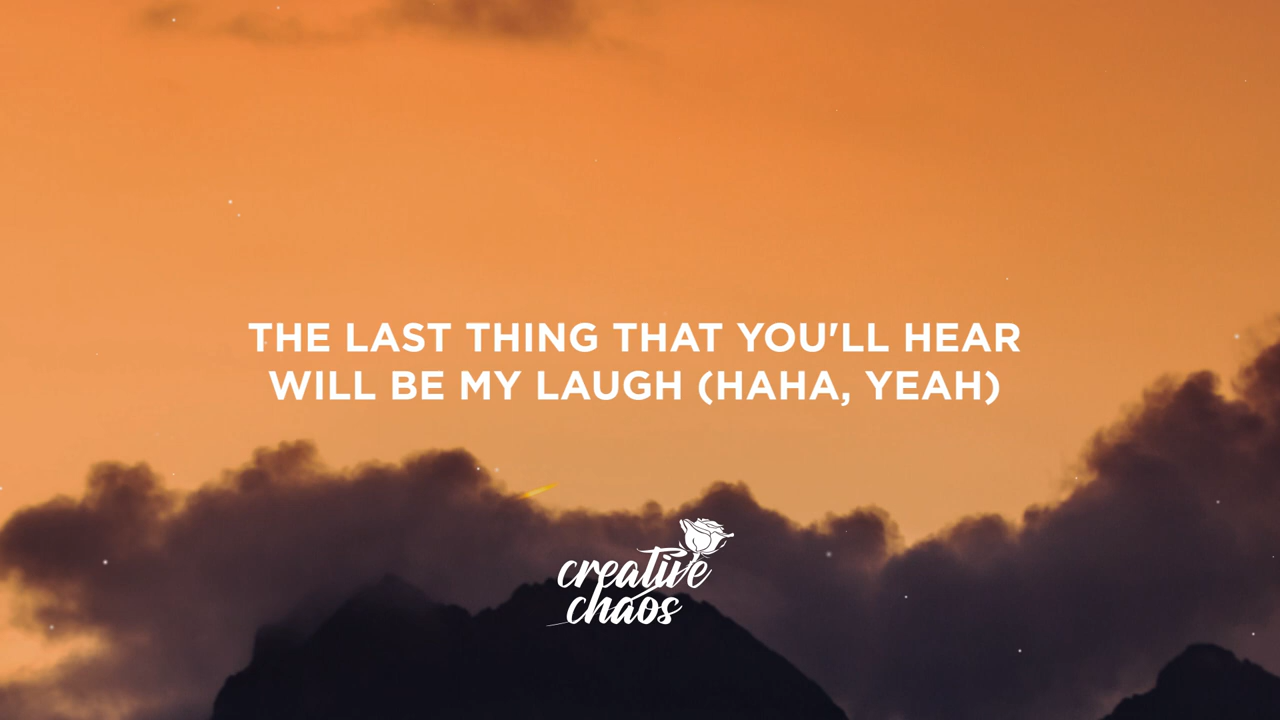 THE LAST THING THAT YOU'LL HEAR
WILL BE MY LAUGH (HAHA, YEAH)
creative
chaos